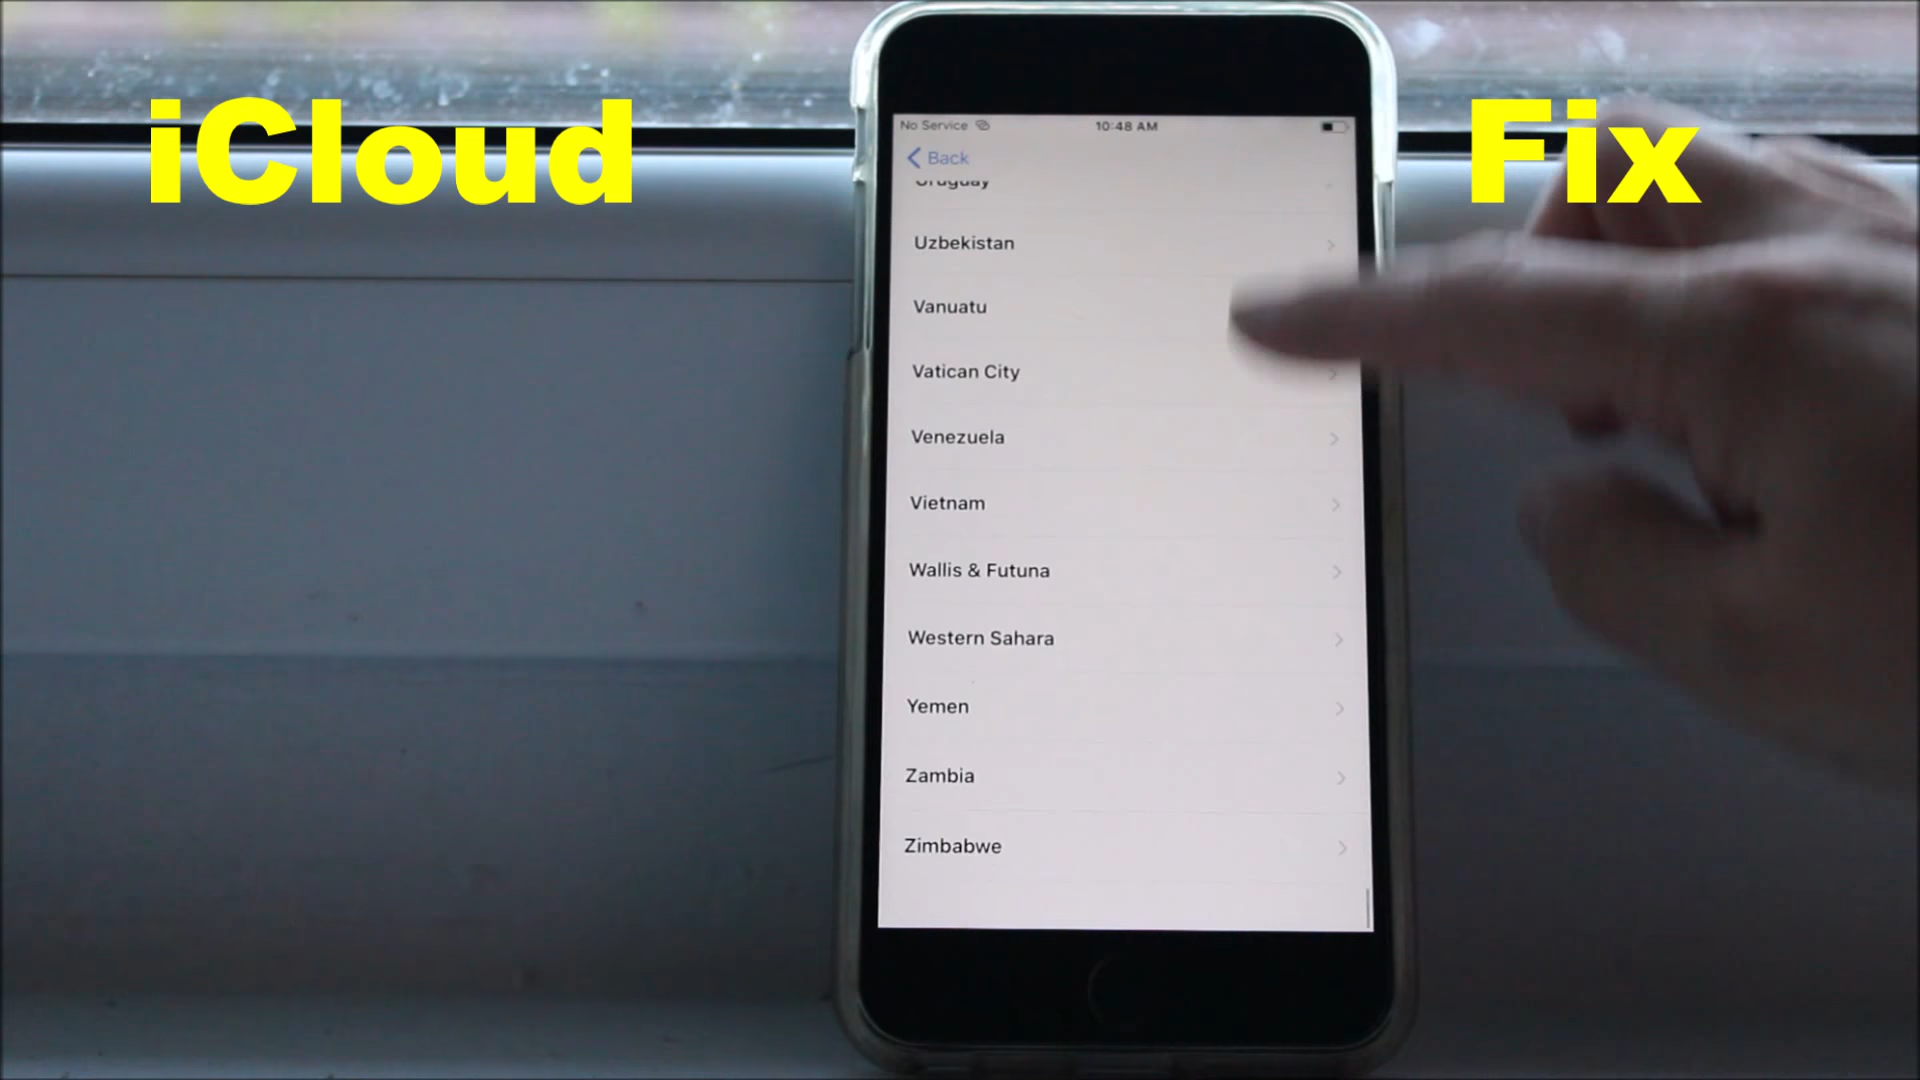 iCloud Fix
No Service 10:48 AM
Back
Uruguay
Uzbekistan
Vanuatu
Vatican City
Venezuela
Vietnam
Wallis & Futuna
Western Sahara
Yemen
Zambia
Zimbabwe